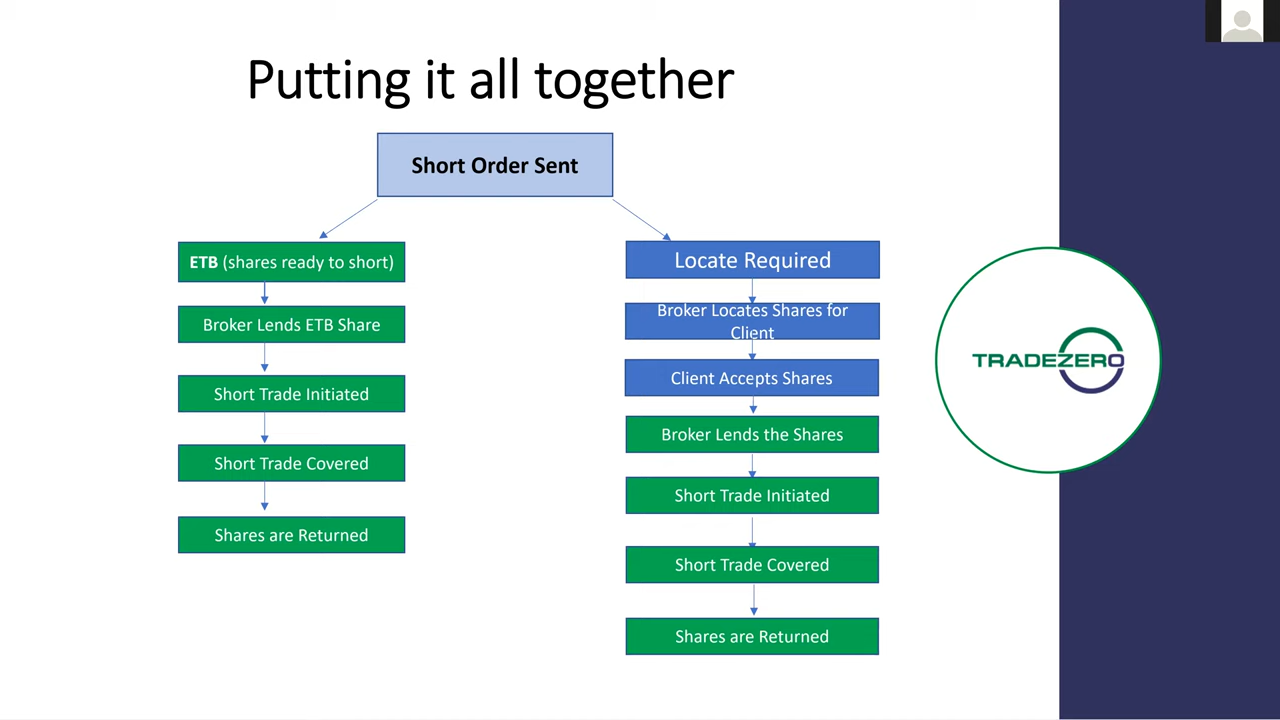 Putting it all together
Short Order Sent
ETB (shares ready to short)
Broker Lends ETB Share
Short Trade Initiated
Short Trade Covered
Shares are Returned
Locate Required
Broker Locates Shares for
Client
Client Accepts Shares
Broker Lends the Shares
Short Trade Initiated
Short Trade Covered
Shares are Returned
TRADEZERO